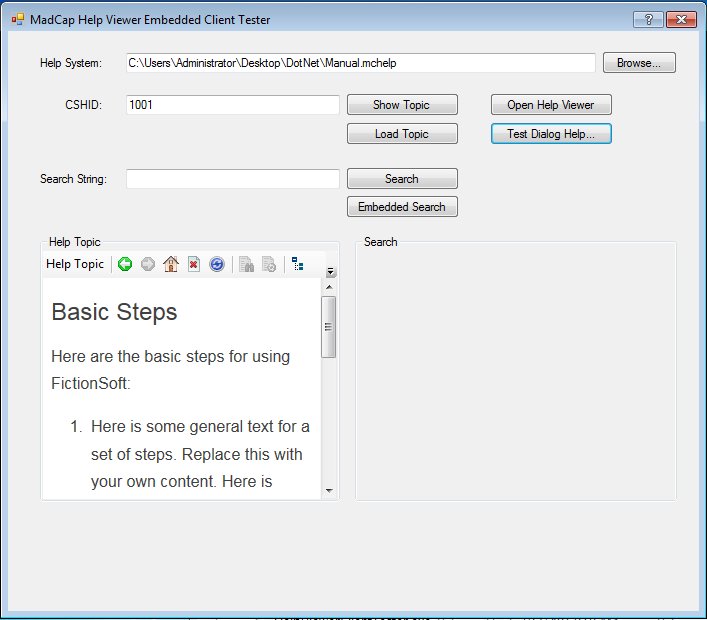 MadCap Help Viewer Embedded Client Tester
?
Help System: C:\Users\Administrator\Desktop\DotNet\Manual.mchelp Browse...
CSHID: 1001 Show Topic Open Help Viewer
Load Topic Test Dialog Help...
Search String: Search
Embedded Search
Help Topic Search
Help Topic
Basic Steps
Here are the basic steps for using
FictionSoft:
1. Here is some general text for a
set of steps. Replace this with
your own content. Here is